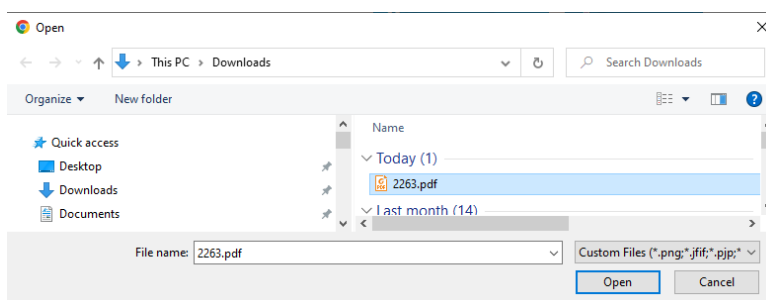 Open
This PC > Downloads
Search Downloads
Organize
New folder
Name
Quick access
Today (1)
Desktop
2263.pdf
Downloads
Documents
Last month (14)
File name: 2263.pdf
Custom Files (*.png;*.jfif;*.pjp;*
Open
Cancel